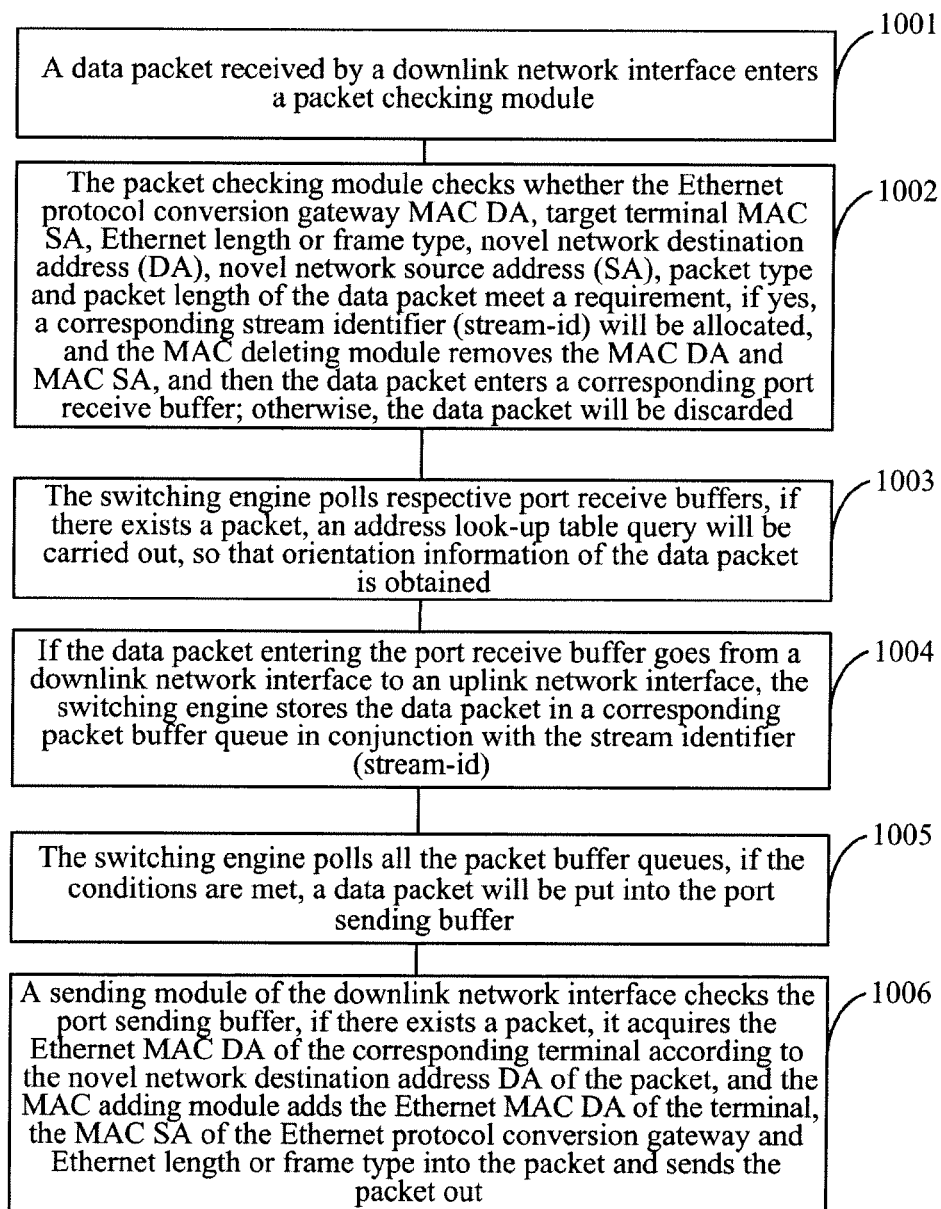 1001
A data packet received by a downlink network interface enters
a packet checking module
1002
The packet checking module checks whether the Ethernet
protocol conversion gateway MAC DA, target terminal MAC
SA, Ethernet length or frame type, novel network destination
address (DA), novel network source address (SA), packet type
and packet length of the data packet meet a requirement, if yes,
a corresponding stream identifier (stream-id) will be allocated,
and the MAC deleting module removes the MAC DA and
MAC SA, and then the data packet enters a corresponding port
receive buffer; otherwise, the data packet will be discarded
1003
The switching engine polls respective port receive buffers, if
there exists a packet, an address look-up table query will be
carried out, so that orientation information of the data packet
is obtained
1004
If the data packet entering the port receive buffer goes from a
downlink network interface to an uplink network interface, the
switching engine stores the data packet in a corresponding
packet buffer queue in conjunction with the stream identifier
(stream-id)
1005
The switching engine polls all the packet buffer queues, if the
conditions are met, a data packet will be put into the port
sending buffer
1006
A sending module of the downlink network interface checks the
port sending buffer, if there exists a packet, it acquires the
Ethernet MAC DA of the corresponding terminal according to
the novel network destination address DA of the packet, and the
MAC adding module adds the Ethernet MAC DA of the terminal,
the MAC SA of the Ethernet protocol conversion gateway and
Ethernet length or frame type into the packet and sends the
packet out